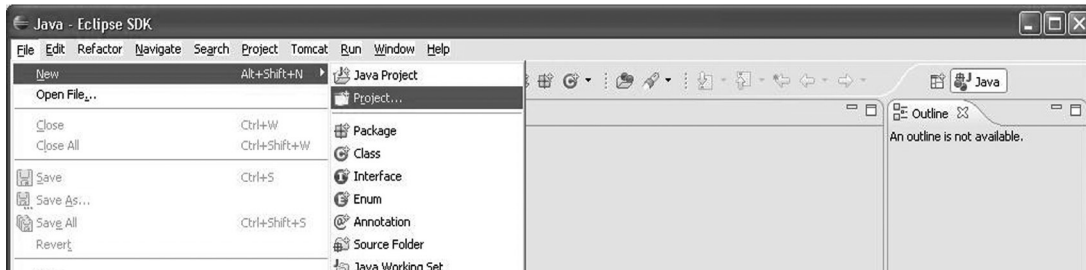 Java - Eclipse SDK
File Edit Refactor Navigate Search Project Tomcat Run Window Help
New Alt+Shift+N
Open File...
Close Ctrl+W
Close All Ctrl+Shift+W
Save Ctrl+S
Save As...
Save All Ctrl+Shift+S
Revert
Java Project
Project...
Package
Class
Interface
Enum
Annotation
Source Folder
Java Working Set
Java
Outline
An outline is not available.